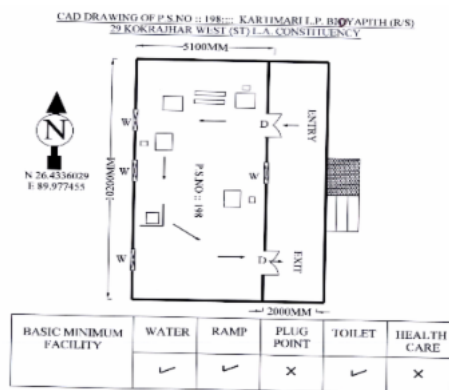 CAD DRAWING OF P.S.NO :: 198:::: KARTIMARI L.P. BIDYAPITH (R/S)
29 KOKRAJHAR WEST (ST) L.A. CONSTITUENCY
5100MM
N
N 26.4336029
E 89.977455
10200MM
W
W
W
W
D
D
ENTRY
EXIT
P.S.NO :: 198
2000MM
BASIC MINIMUM FACILITY
WATER
RAMP
PLUG POINT
TOILET
HEALTH CARE
✓ ✓ × ✓ ×